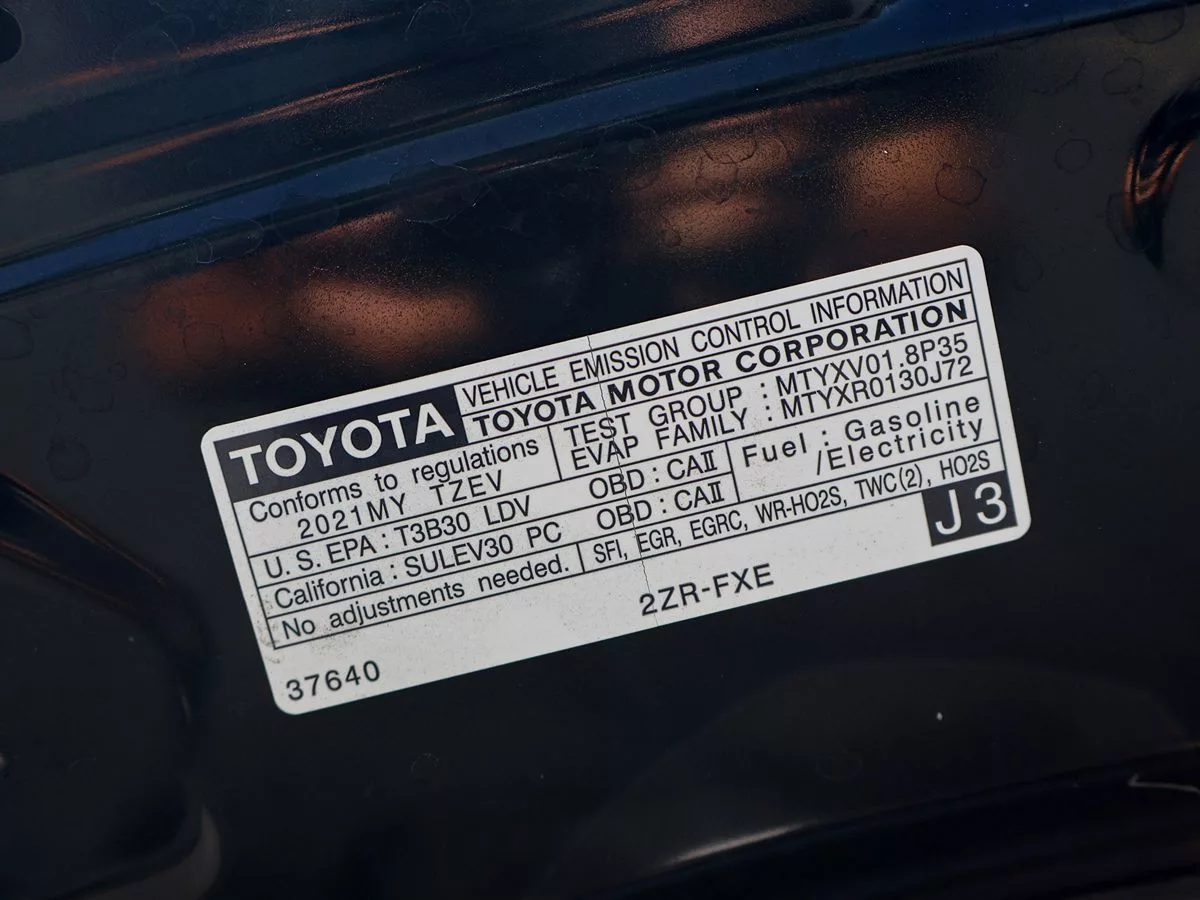 TOYOTA
VEHICLE EMISSION CONTROL INFORMATION
TOYOTA MOTOR CORPORATION
Conforms to regulations
2021MY TZEV
TEST GROUP : MTYXV01.8P35
EVAP FAMILY : MTYXR0130J72
U.S. EPA : T3B30 LDV OBD : CAⅡ
California : SULEV30 PC OBD : CAⅡ
Fuel : Gasoline
/Electricity
No adjustments needed. SFI, EGR, EGRC, WR-HO2S, TWC(2), HO2S
J3
2ZR-FXE
37640